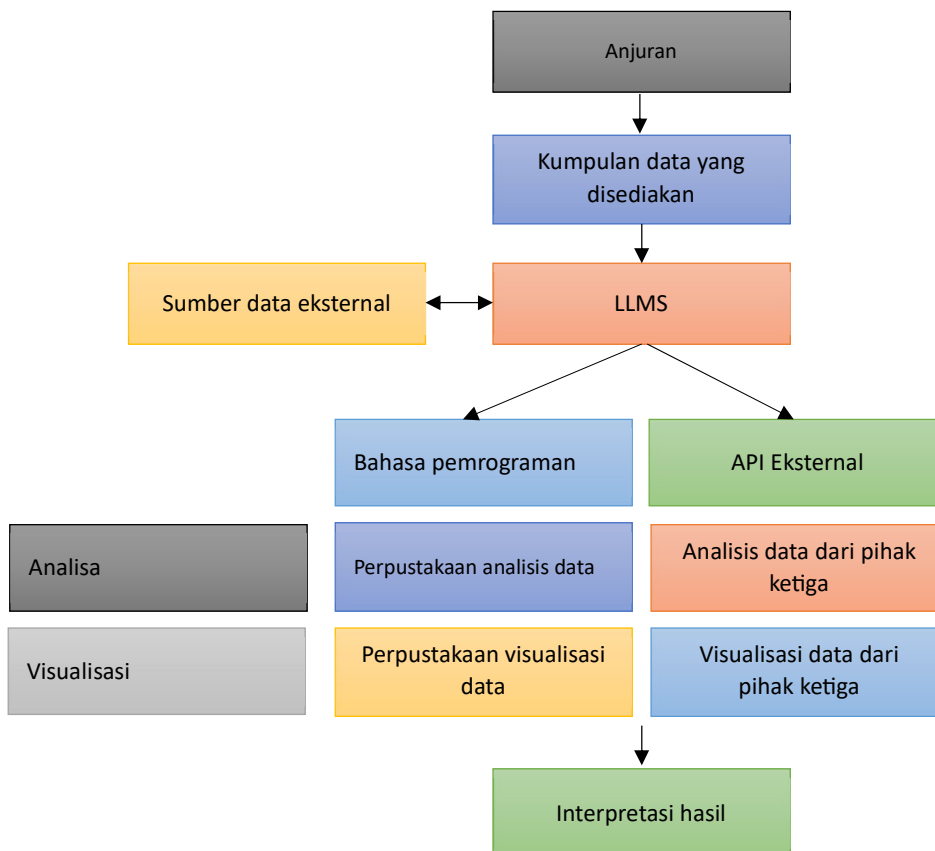 Anjuran
Kumpulan data yang
disediakan
Sumber data eksternal
LLMS
Bahasa pemrograman
API Eksternal
Analisa
Perpustakaan analisis data
Analisis data dari pihak
ketiga
Visualisasi
Perpustakaan visualisasi
data
Visualisasi data dari
pihak ketiga
Interpretasi hasil